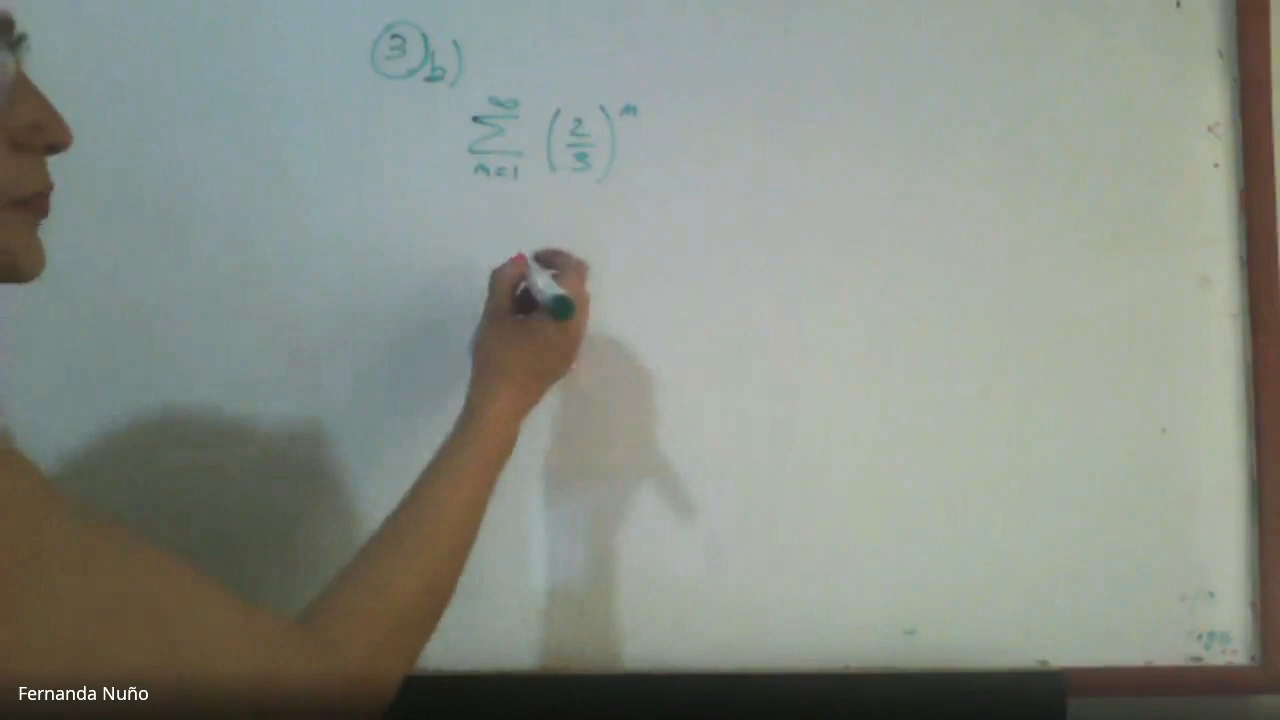 3 b)
∞
∑ (2/3)^n
n=1
Fernanda Nuño